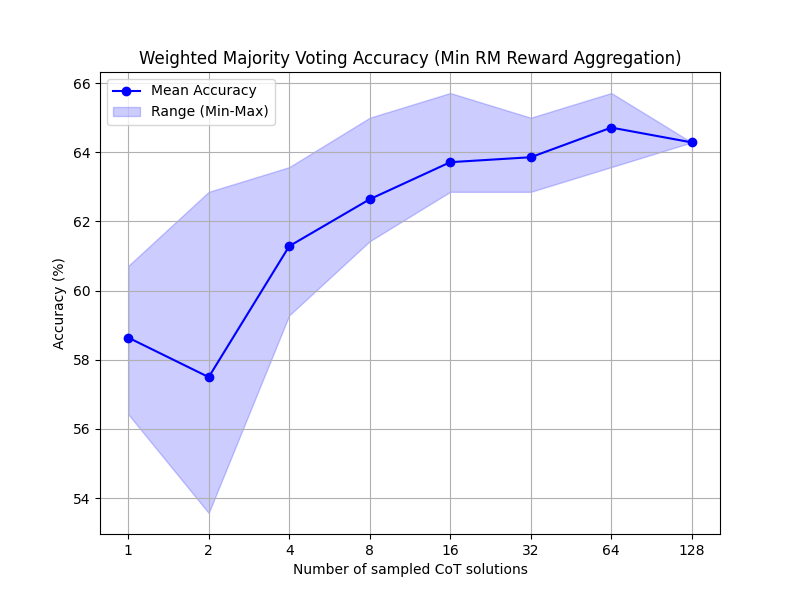 Weighted Majority Voting Accuracy (Min RM Reward Aggregation)
Mean Accuracy
Range (Min-Max)
66
64
62
60
58
56
54
Accuracy (%)
1 2 4 8 16 32 64 128
Number of sampled CoT solutions